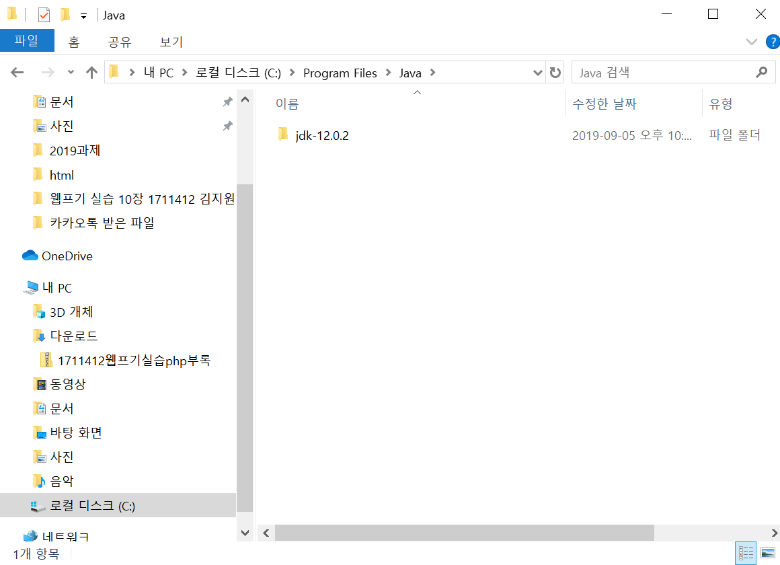 Java
파일 홈 공유 보기
내 PC 로컬 디스크 (C:) Program Files Java
Java 검색
문서
사진
2019과제
html
웹프기 실습 10장 1711412 김지원
카카오톡 받은 파일
OneDrive
내 PC
3D 개체
다운로드
1711412웹프기실습php부록
동영상
문서
바탕 화면
사진
음악
로컬 디스크 (C:)
네트워크
이름 수정한 날짜 유형
jdk-12.0.2 2019-09-05 오후 10:... 파일 폴더
1개 항목